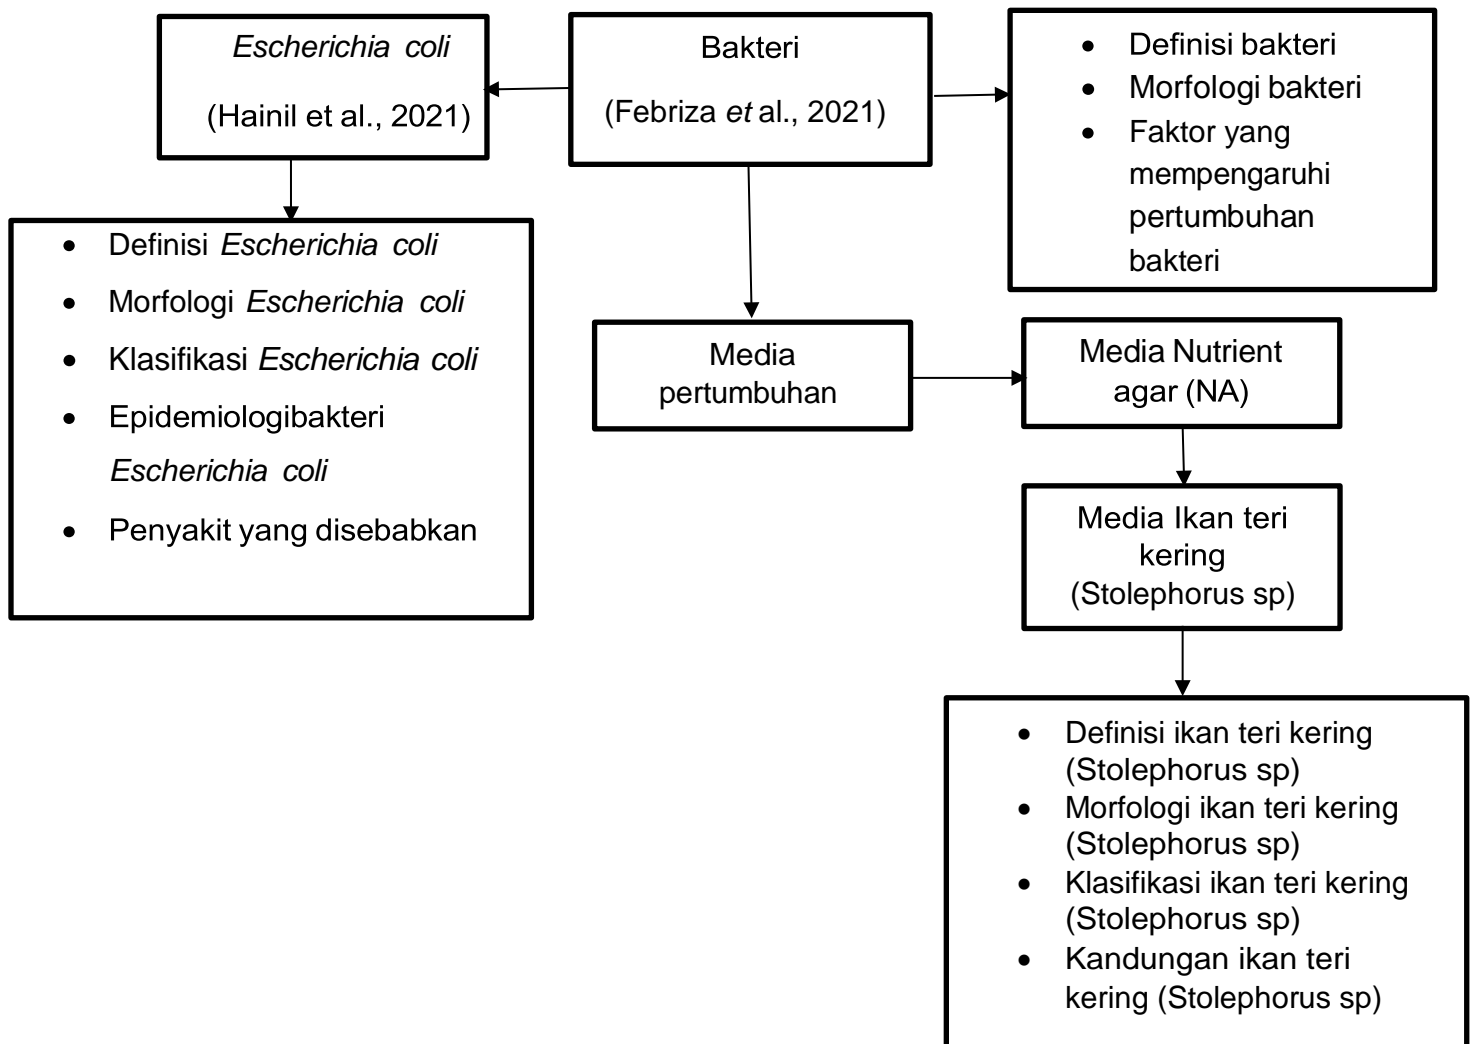 Escherichia coli
(Hainil et al., 2021)
Bakteri
(Febriza et al., 2021)
• Definisi bakteri
• Morfologi bakteri
• Faktor yang
mempengaruhi
pertumbuhan
bakteri
• Definisi Escherichia coli
• Morfologi Escherichia coli
• Klasifikasi Escherichia coli
• Epidemiologibakteri
Escherichia coli
• Penyakit yang disebabkan
Media
pertumbuhan
Media Nutrient
agar (NA)
Media Ikan teri
kering
(Stolephorus sp)
• Definisi ikan teri kering
(Stolephorus sp)
• Morfologi ikan teri kering
(Stolephorus sp)
• Klasifikasi ikan teri kering
(Stolephorus sp)
• Kandungan ikan teri
kering (Stolephorus sp)